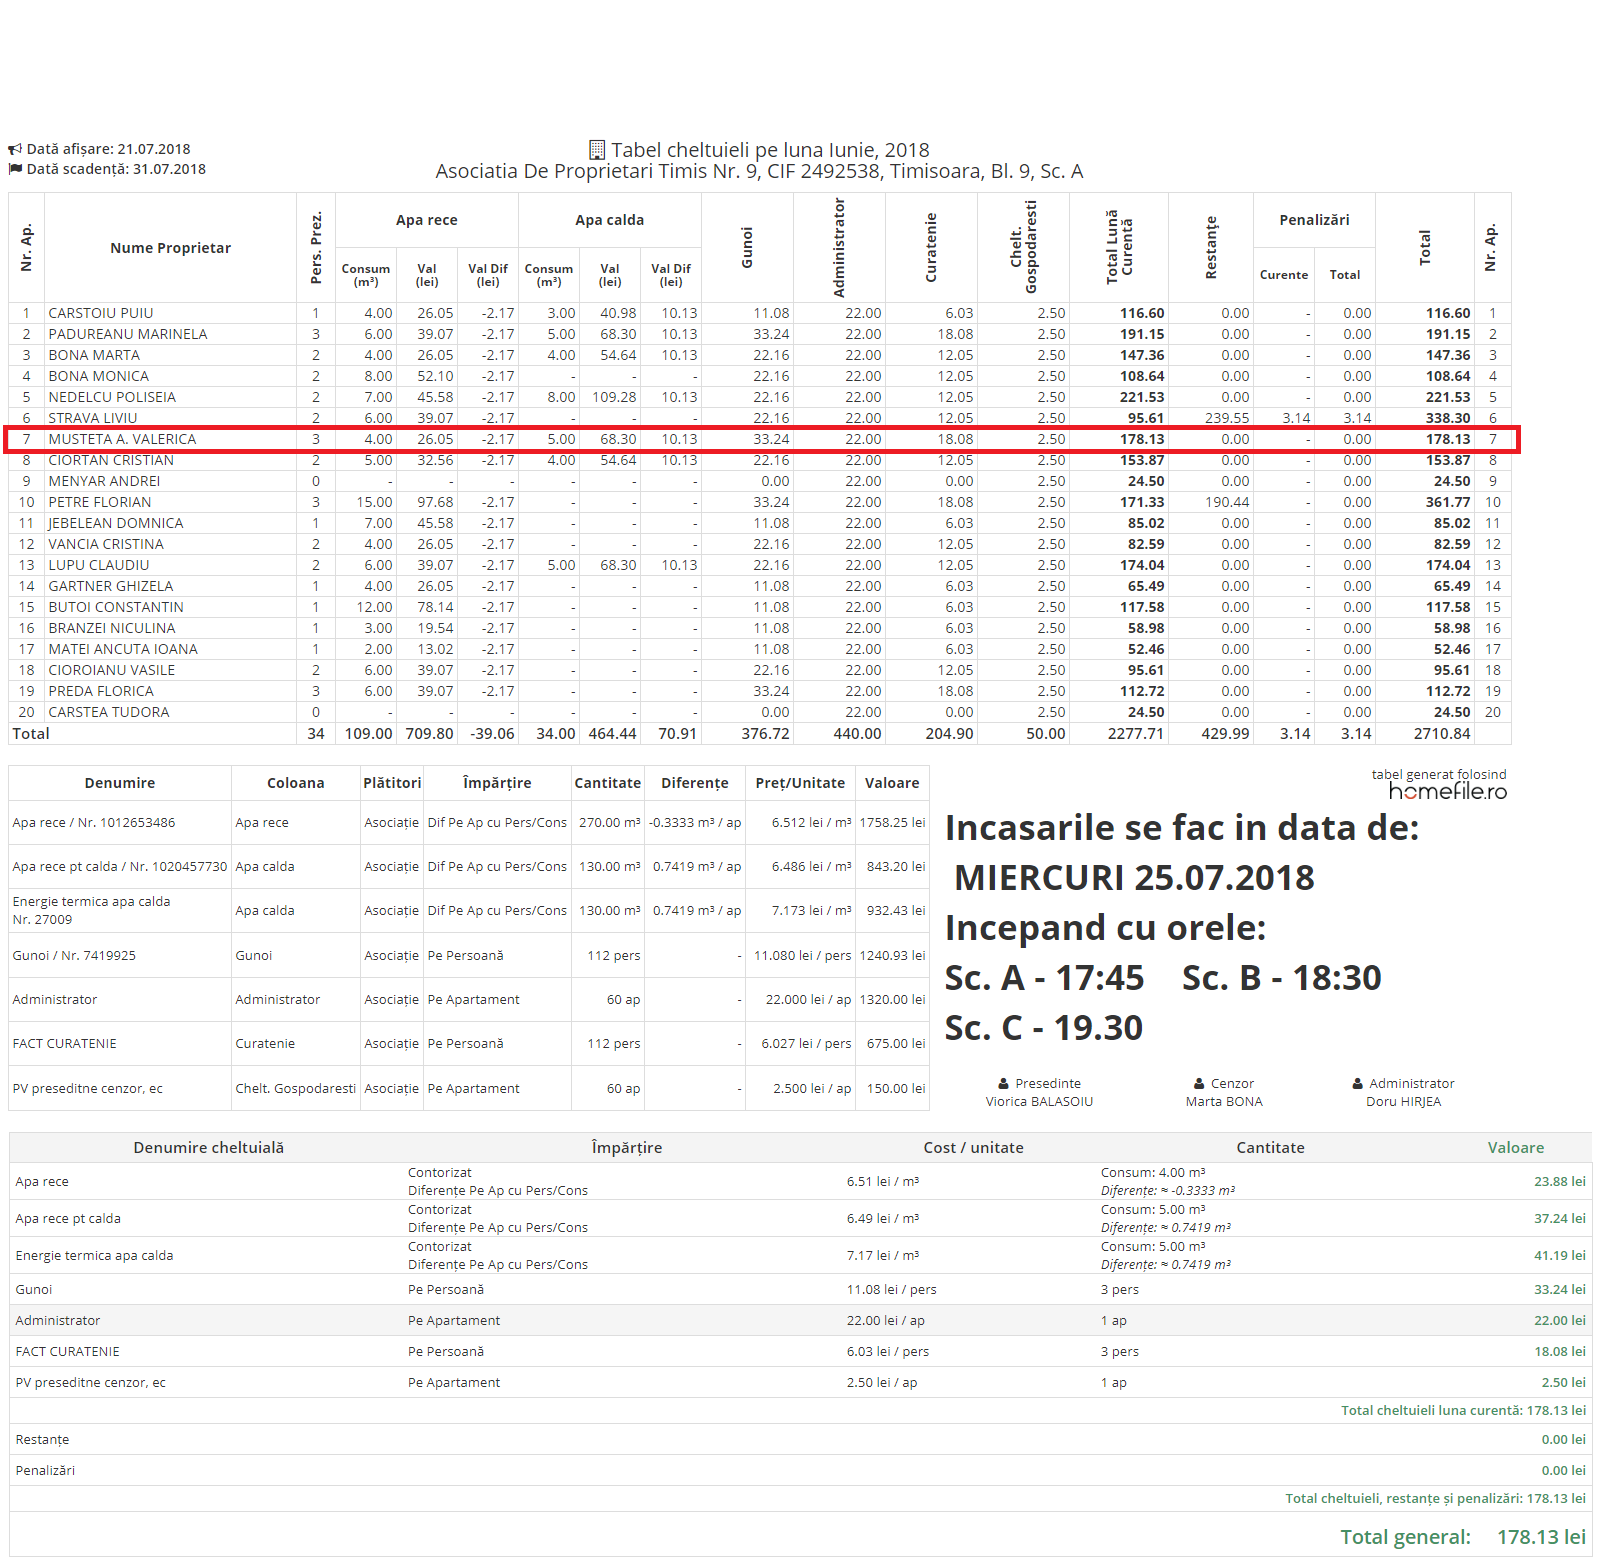 Dată afișare: 21.07.2018
Dată scadență: 31.07.2018
Tabel cheltuieli pe luna Iunie, 2018
Asociatia De Proprietari Timis Nr. 9, CIF 2492538, Timisoara, Bl. 9, Sc. A
Nr. Ap. Nume Proprietar Pers. Prez. Apa rece Apa calda Gunoi Administrator Curatenie Chelt. Gospodaresti Total Lună Curentă Restanțe Penalizări Total Nr. Ap.
Consum (m³) Val (lei) Val Dif (lei) Consum (m³) Val (lei) Val Dif (lei) Curente Total
1 CARSTOIU PUIU 1 4.00 26.05 -2.17 3.00 40.98 10.13 11.08 22.00 6.03 2.50 116.60 0.00 - 0.00 116.60 1
2 PADUREANU MARINELA 3 6.00 39.07 -2.17 5.00 68.30 10.13 33.24 22.00 18.08 2.50 191.15 0.00 - 0.00 191.15 2
3 BONA MARTA 2 4.00 26.05 -2.17 4.00 54.64 10.13 22.16 22.00 12.05 2.50 147.36 0.00 - 0.00 147.36 3
4 BONA MONICA 2 8.00 52.10 -2.17 - - - 22.16 22.00 12.05 2.50 108.64 0.00 - 0.00 108.64 4
5 NEDELCU POLISEIA 2 7.00 45.58 -2.17 8.00 109.28 10.13 22.16 22.00 12.05 2.50 221.53 0.00 - 0.00 221.53 5
6 STRAVA LIVIU 2 6.00 39.07 -2.17 - - - 22.16 22.00 12.05 2.50 95.61 239.55 3.14 3.14 338.30 6
7 MUSTETA A. VALERICA 3 4.00 26.05 -2.17 5.00 68.30 10.13 33.24 22.00 18.08 2.50 178.13 0.00 - 0.00 178.13 7
8 CIORTAN CRISTIAN 2 5.00 32.56 -2.17 4.00 54.64 10.13 22.16 22.00 12.05 2.50 153.87 0.00 - 0.00 153.87 8
9 MENYAR ANDREI 0 - - - - - - 0.00 22.00 0.00 2.50 24.50 0.00 - 0.00 24.50 9
10 PETRE FLORIAN 3 15.00 97.68 -2.17 - - - 33.24 22.00 18.08 2.50 171.33 190.44 - 0.00 361.77 10
11 JEBELEAN DOMNICA 1 7.00 45.58 -2.17 - - - 11.08 22.00 6.03 2.50 85.02 0.00 - 0.00 85.02 11
12 VANCIA CRISTINA 2 4.00 26.05 -2.17 - - - 22.16 22.00 12.05 2.50 82.59 0.00 - 0.00 82.59 12
13 LUPU CLAUDIU 2 6.00 39.07 -2.17 5.00 68.30 10.13 22.16 22.00 12.05 2.50 174.04 0.00 - 0.00 174.04 13
14 GARTNER GHIZELA 1 4.00 26.05 -2.17 - - - 11.08 22.00 6.03 2.50 65.49 0.00 - 0.00 65.49 14
15 BUTOI CONSTANTIN 1 12.00 78.14 -2.17 - - - 11.08 22.00 6.03 2.50 117.58 0.00 - 0.00 117.58 15
16 BRANZEI NICULINA 1 3.00 19.54 -2.17 - - - 11.08 22.00 6.03 2.50 58.98 0.00 - 0.00 58.98 16
17 MATEI ANCUTA IOANA 1 2.00 13.02 -2.17 - - - 11.08 22.00 6.03 2.50 52.46 0.00 - 0.00 52.46 17
18 CIOROIANU VASILE 2 6.00 39.07 -2.17 - - - 22.16 22.00 12.05 2.50 95.61 0.00 - 0.00 95.61 18
19 PREDA FLORICA 3 6.00 39.07 -2.17 - - - 33.24 22.00 18.08 2.50 112.72 0.00 - 0.00 112.72 19
20 CARSTEA TUDORA 0 - - - - - - 0.00 22.00 0.00 2.50 24.50 0.00 - 0.00 24.50 20
Total 34 109.00 709.80 -39.06 34.00 464.44 70.91 376.72 440.00 204.90 50.00 2277.71 429.99 3.14 3.14 2710.84
Denumire Coloana Plătitori Împărțire Cantitate Diferențe Preț/Unitate Valoare
Apa rece / Nr. 1012653486 Apa rece Asociație Dif Pe Ap cu Pers/Cons 270.00 m³ -0.3333 m³ / ap 6.512 lei / m³ 1758.25 lei
Apa rece pt calda / Nr. 1020457730 Apa calda Asociație Dif Pe Ap cu Pers/Cons 130.00 m³ 0.7419 m³ / ap 6.486 lei / m³ 843.20 lei
Energie termica apa calda
Nr. 27009 Apa calda Asociație Dif Pe Ap cu Pers/Cons 130.00 m³ 0.7419 m³ / ap 7.173 lei / m³ 932.43 lei
Gunoi / Nr. 7419925 Gunoi Asociație Pe Persoană 112 pers - 11.080 lei / pers 1240.93 lei
Administrator Administrator Asociație Pe Apartament 60 ap - 22.000 lei / ap 1320.00 lei
FACT CURATENIE Curatenie Asociație Pe Persoană 112 pers - 6.027 lei / pers 675.00 lei
PV preseditne cenzor, ec Chelt. Gospodaresti Asociație Pe Apartament 60 ap - 2.500 lei / ap 150.00 lei
tabel generat folosind
homefile.ro
Incasarile se fac in data de:
MIERCURI 25.07.2018
Incepand cu orele:
Sc. A - 17:45 Sc. B - 18:30
Sc. C - 19.30
Presedinte Cenzor Administrator
Viorica BALASOIU Marta BONA Doru HIRJEA
Denumire cheltuială Împărțire Cost / unitate Cantitate Valoare
Apa rece Contorizat 6.51 lei / m³ Consum: 4.00 m³ 23.88 lei
Diferențe Pe Ap cu Pers/Cons Diferențe: ≈ -0.3333 m³
Apa rece pt calda Contorizat 6.49 lei / m³ Consum: 5.00 m³ 37.24 lei
Diferențe Pe Ap cu Pers/Cons Diferențe: ≈ 0.7419 m³
Energie termica apa calda Contorizat 7.17 lei / m³ Consum: 5.00 m³ 41.19 lei
Diferențe Pe Ap cu Pers/Cons Diferențe: ≈ 0.7419 m³
Gunoi Pe Persoană 11.08 lei / pers 3 pers 33.24 lei
Administrator Pe Apartament 22.00 lei / ap 1 ap 22.00 lei
FACT CURATENIE Pe Persoană 6.03 lei / pers 3 pers 18.08 lei
PV preseditne cenzor, ec Pe Apartament 2.50 lei / ap 1 ap 2.50 lei
Total cheltuieli luna curentă: 178.13 lei
Restanțe 0.00 lei
Penalizări 0.00 lei
Total cheltuieli, restanțe și penalizări: 178.13 lei
Total general: 178.13 lei